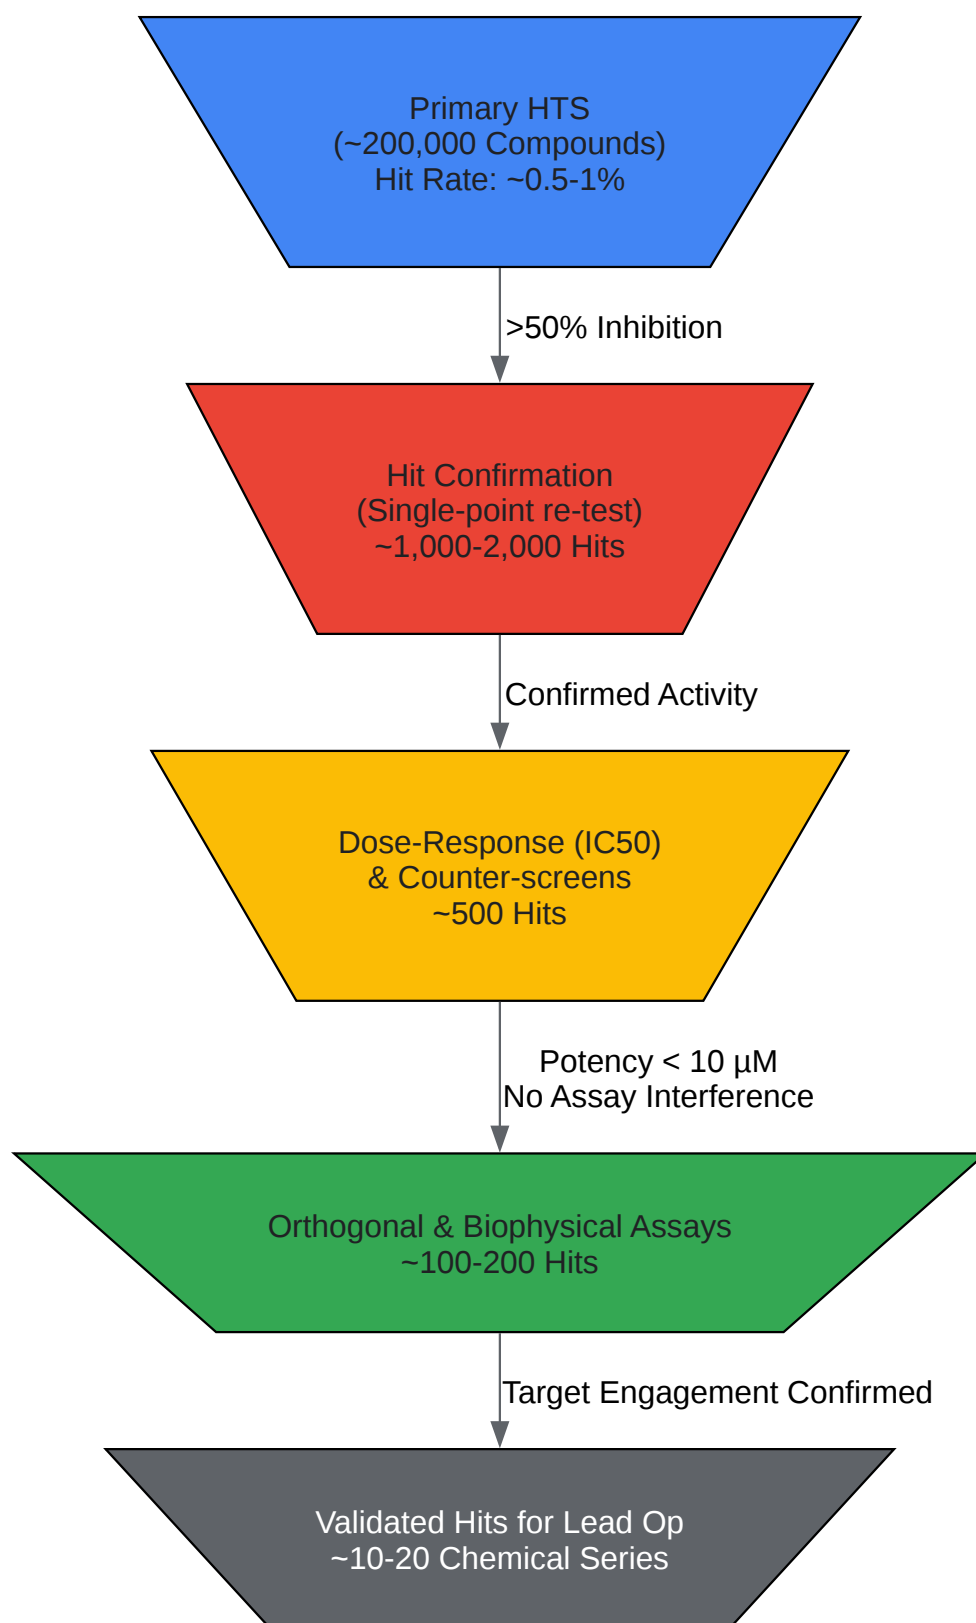 Primary HTS
(~200,000 Compounds)
Hit Rate: ~0.5-1%
>50% Inhibition
Hit Confirmation
(Single-point re-test)
~1,000-2,000 Hits
Confirmed Activity
Dose-Response (IC50)
& Counter-screens
~500 Hits
Potency < 10 µM
No Assay Interference
Orthogonal & Biophysical Assays
~100-200 Hits
Target Engagement Confirmed
Validated Hits for Lead Op
~10-20 Chemical Series